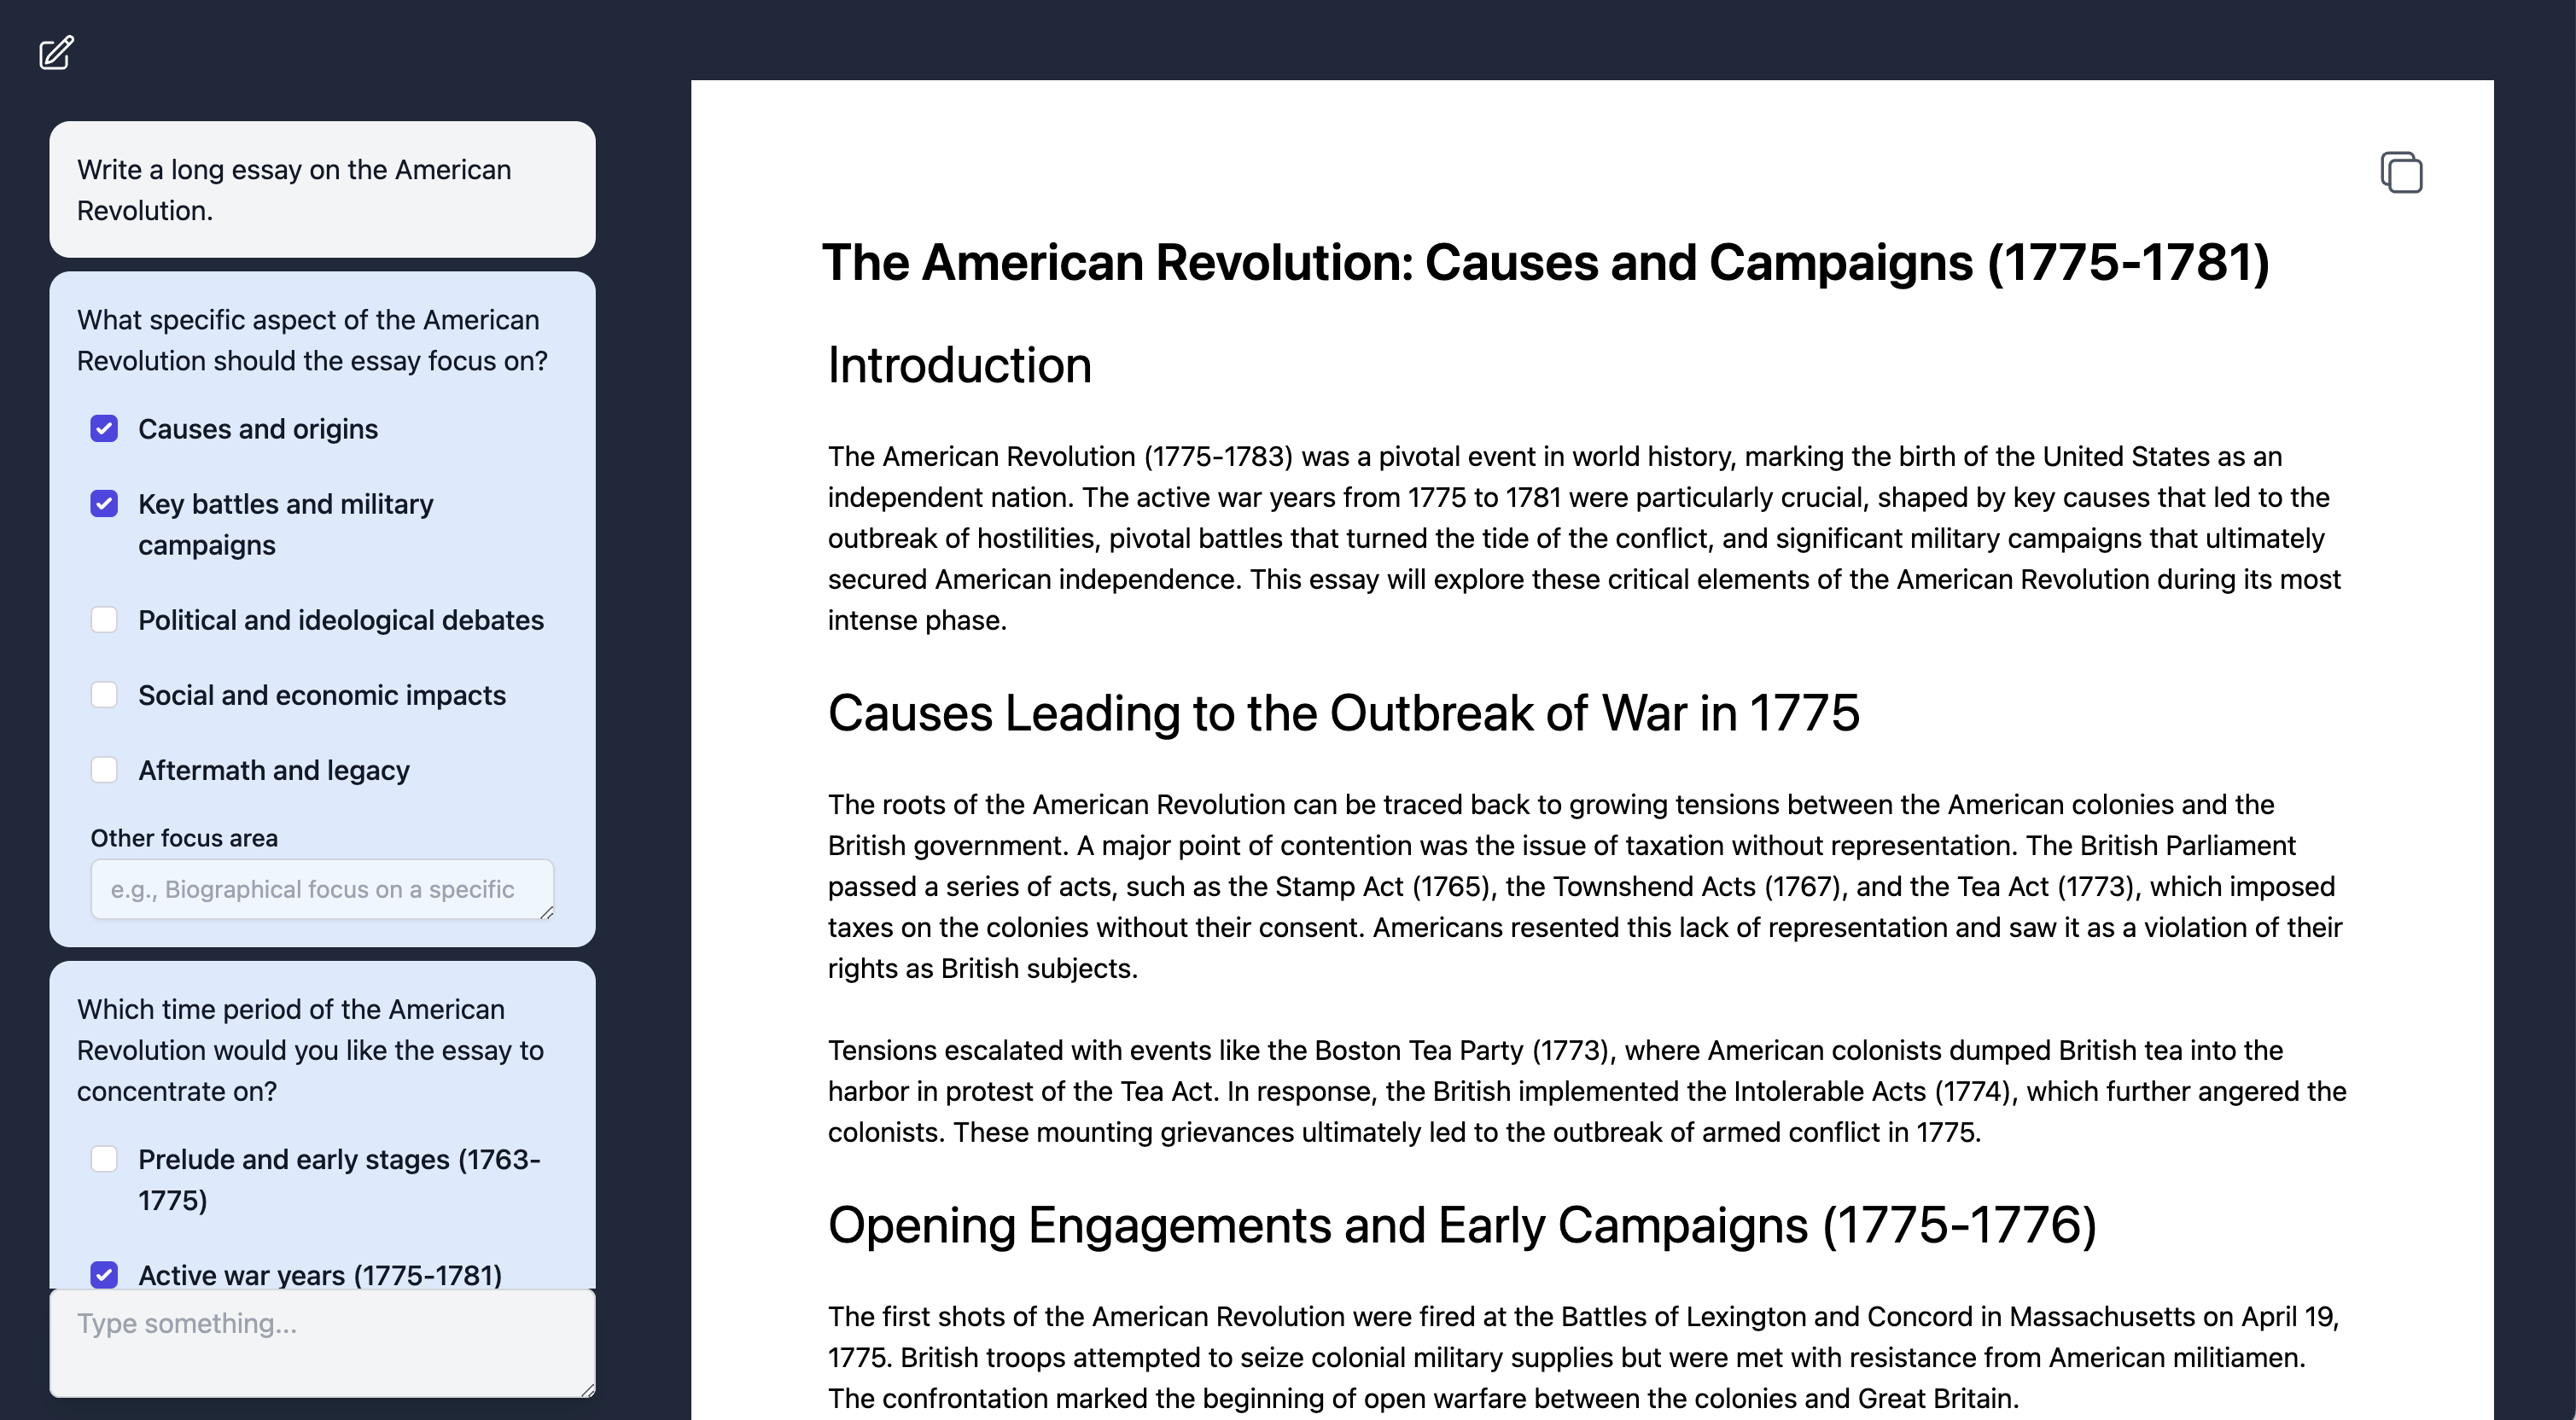 Write a long essay on the American
Revolution.
What specific aspect of the American
Revolution should the essay focus on?
Causes and origins
Key battles and military
campaigns
Political and ideological debates
Social and economic impacts
Aftermath and legacy
Other focus area
e.g., Biographical focus on a specific
Which time period of the American
Revolution would you like the essay to
concentrate on?
Prelude and early stages (1763-
1775)
Active war years (1775-1781)
Type something...
The American Revolution: Causes and Campaigns (1775-1781)
Introduction
The American Revolution (1775-1783) was a pivotal event in world history, marking the birth of the United States as an
independent nation. The active war years from 1775 to 1781 were particularly crucial, shaped by key causes that led to the
outbreak of hostilities, pivotal battles that turned the tide of the conflict, and significant military campaigns that ultimately
secured American independence. This essay will explore these critical elements of the American Revolution during its most
intense phase.
Causes Leading to the Outbreak of War in 1775
The roots of the American Revolution can be traced back to growing tensions between the American colonies and the
British government. A major point of contention was the issue of taxation without representation. The British Parliament
passed a series of acts, such as the Stamp Act (1765), the Townshend Acts (1767), and the Tea Act (1773), which imposed
taxes on the colonies without their consent. Americans resented this lack of representation and saw it as a violation of their
rights as British subjects.
Tensions escalated with events like the Boston Tea Party (1773), where American colonists dumped British tea into the
harbor in protest of the Tea Act. In response, the British implemented the Intolerable Acts (1774), which further angered the
colonists. These mounting grievances ultimately led to the outbreak of armed conflict in 1775.
Opening Engagements and Early Campaigns (1775-1776)
The first shots of the American Revolution were fired at the Battles of Lexington and Concord in Massachusetts on April 19,
1775. British troops attempted to seize colonial military supplies but were met with resistance from American militiamen.
The confrontation marked the beginning of open warfare between the colonies and Great Britain.